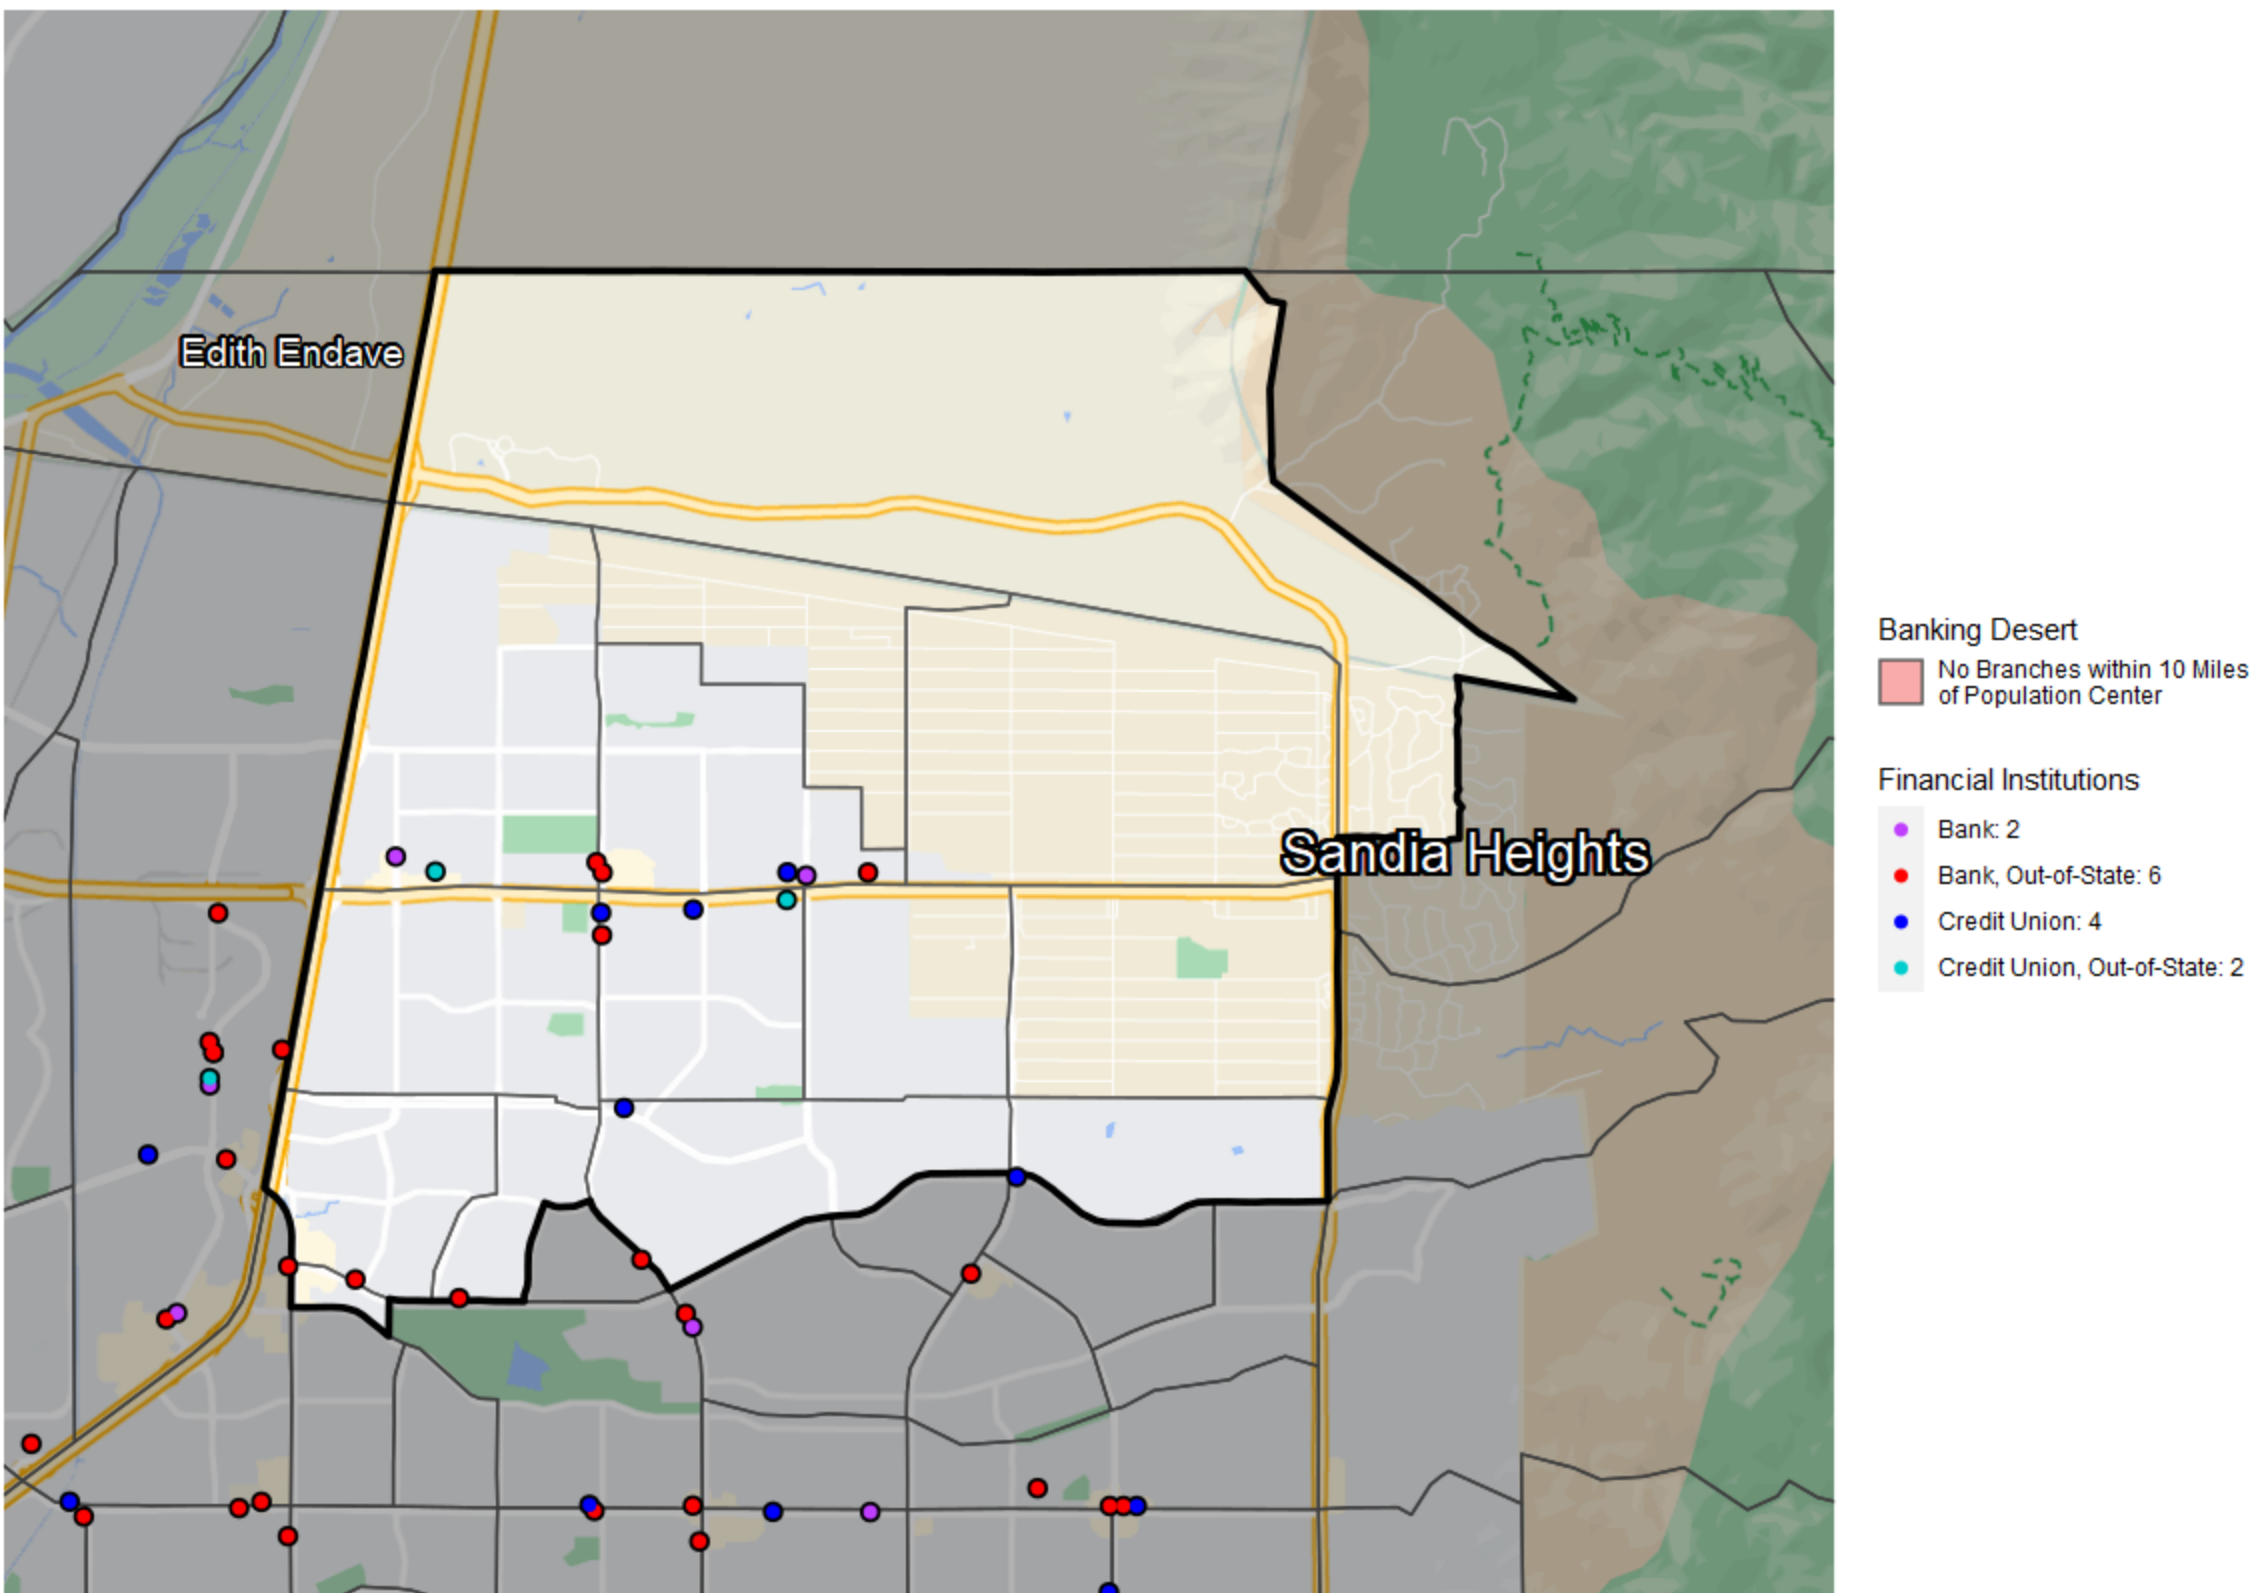 Edith Endave
Sandia Heights
Banking Desert
No Branches within 10 Miles
of Population Center
Financial Institutions
Bank: 2
Bank, Out-of-State: 6
Credit Union: 4
Credit Union, Out-of-State: 2